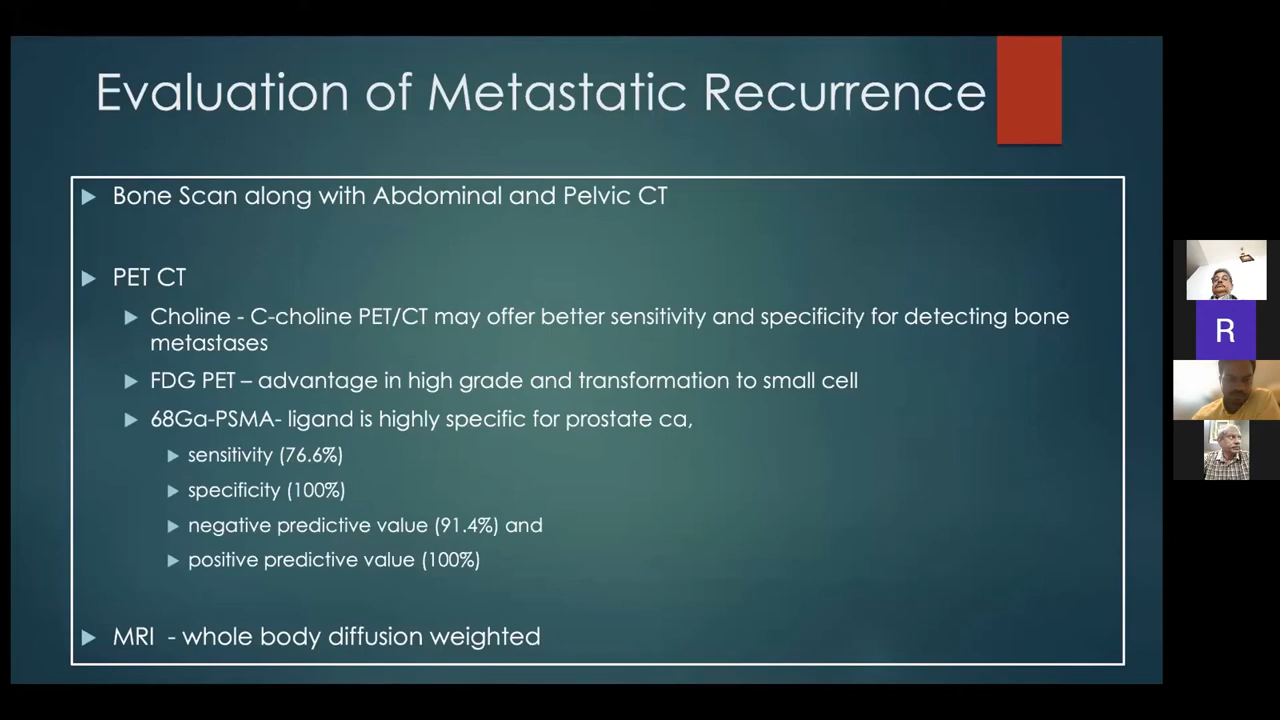 Evaluation of Metastatic Recurrence
Bone Scan along with Abdominal and Pelvic CT
PET CT
Choline - C-choline PET/CT may offer better sensitivity and specificity for detecting bone
metastases
FDG PET – advantage in high grade and transformation to small cell
68Ga-PSMA- ligand is highly specific for prostate ca,
sensitivity (76.6%)
specificity (100%)
negative predictive value (91.4%) and
positive predictive value (100%)
MRI - whole body diffusion weighted
R